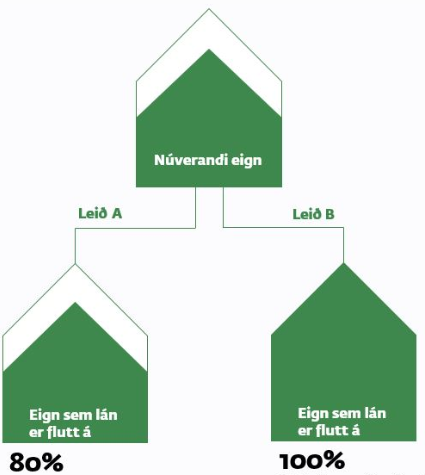 Núverandi eign
Leið A
Leið B
Eign sem lán
er flutt á
Eign sem lán
er flutt á
80%
100%